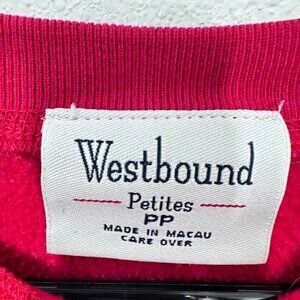 Westbound
Petites
PP
MADE IN MACAU
CARE OVER